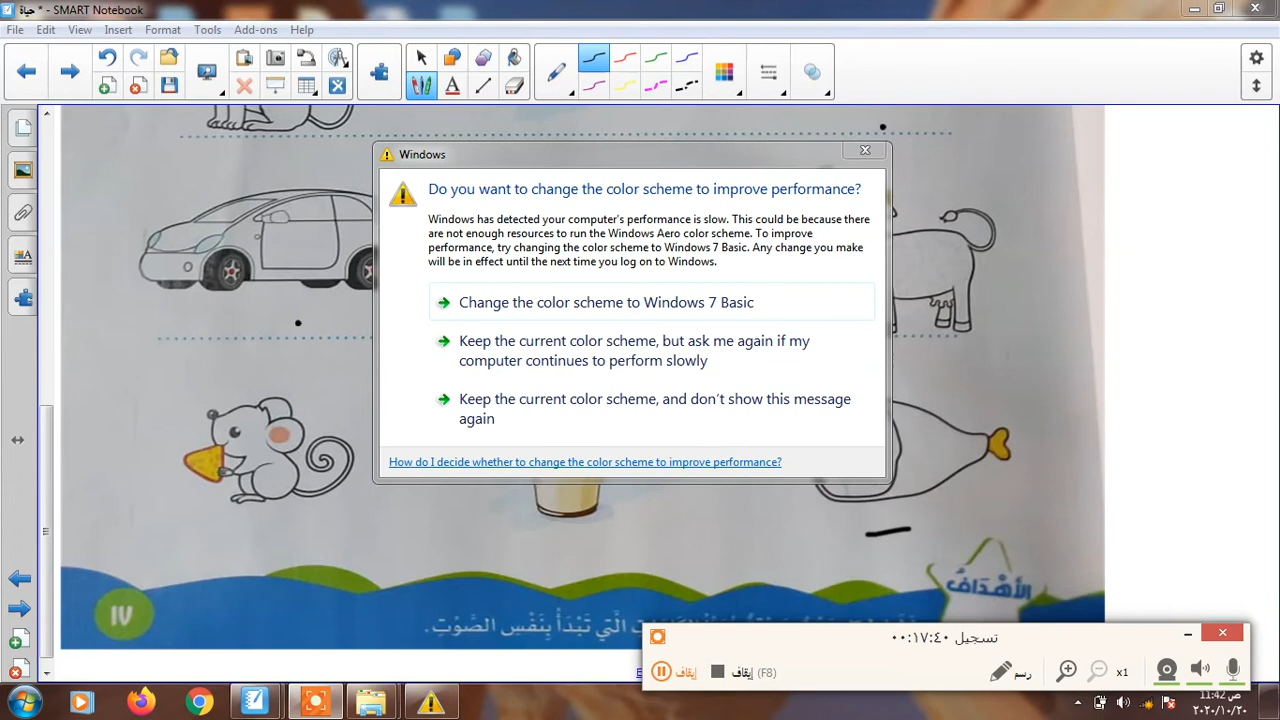 حياة * - SMART Notebook
File Edit View Insert Format Tools Add-ons Help
Windows
Do you want to change the color scheme to improve performance?
Windows has detected your computer's performance is slow. This could be because there
are not enough resources to run the Windows Aero color scheme. To improve
performance, try changing the color scheme to Windows 7 Basic. Any change you make
will be in effect until the next time you log on to Windows.
Change the color scheme to Windows 7 Basic
Keep the current color scheme, but ask me again if my
computer continues to perform slowly
Keep the current color scheme, and don't show this message
again
How do I decide whether to change the color scheme to improve performance?
الأهداف
١٧
الَّتي تَبْدَأُ بِنَفْسِ الصَّوْتِ.
تسجيل ٠٠:١٧:٤٠
إيقاف
إيقاف (F8)
رسم
x1
11:42 ص
٢٠٢٠/١٠/٢٠